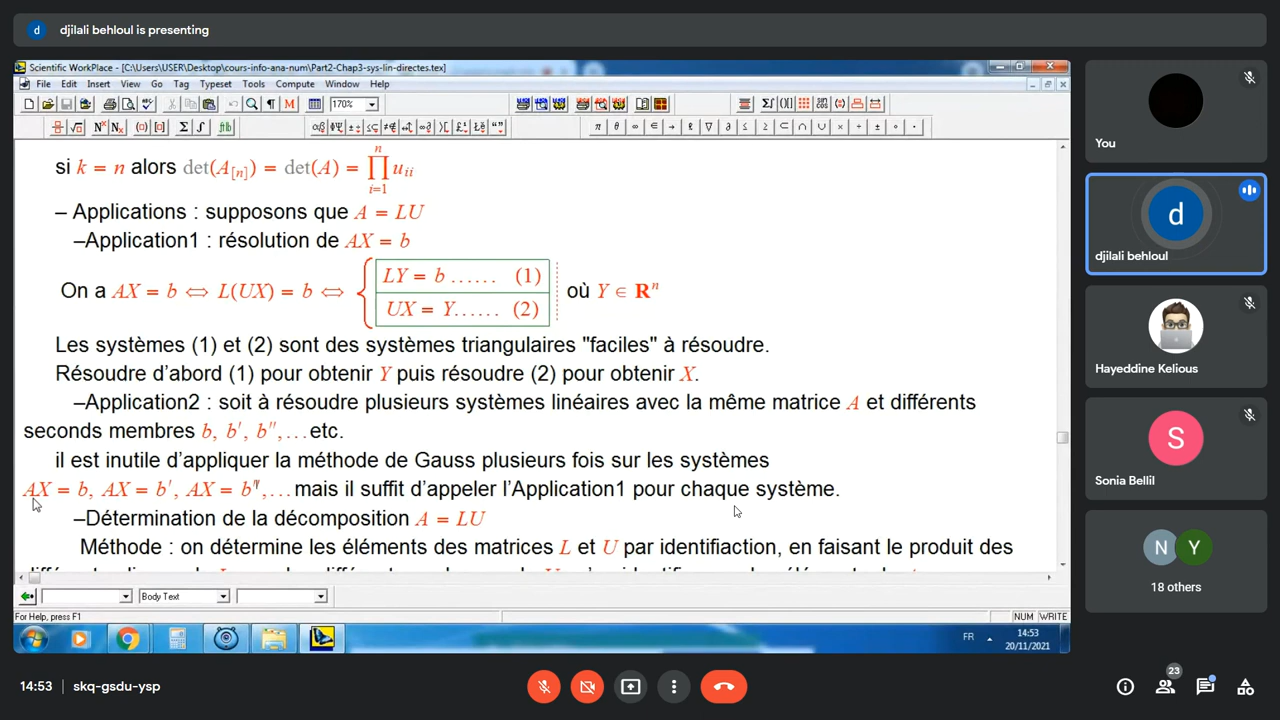 d djilali behloul is presenting
Scientific WorkPlace - [C:\Users\USER\Desktop\cours-info-ana-num\Part2-Chap3-sys-lin-directes.tex]
File Edit Insert View Go Tag Typeset Tools Compute Window Help
170%
si k = n alors det(A[n]) = det(A) = ∏ i=1 n uii
– Applications : supposons que A = LU
–Application1 : résolution de AX = b
On a AX = b ⟺ L(UX) = b ⟺ { LY = b ...... (1)
UX = Y...... (2) où Y ∈ Rⁿ
Les systèmes (1) et (2) sont des systèmes triangulaires "faciles" à résoudre.
Résoudre d'abord (1) pour obtenir Y puis résoudre (2) pour obtenir X.
–Application2 : soit à résoudre plusieurs systèmes linéaires avec la même matrice A et différents
seconds membres b, b′, b″,...etc.
il est inutile d'appliquer la méthode de Gauss plusieurs fois sur les systèmes
AX = b, AX = b′, AX = b″,... mais il suffit d'appeler l'Application1 pour chaque système.
–Détermination de la décomposition A = LU
Méthode : on détermine les éléments des matrices L et U par identifiaction, en faisant le produit des
Body Text
For Help, press F1
NUM WRITE
FR
14:53
20/11/2021
You
d
djilali behloul
Hayeddine Kelious
S
Sonia Bellil
N Y
18 others
14:53 skq-gsdu-ysp
23